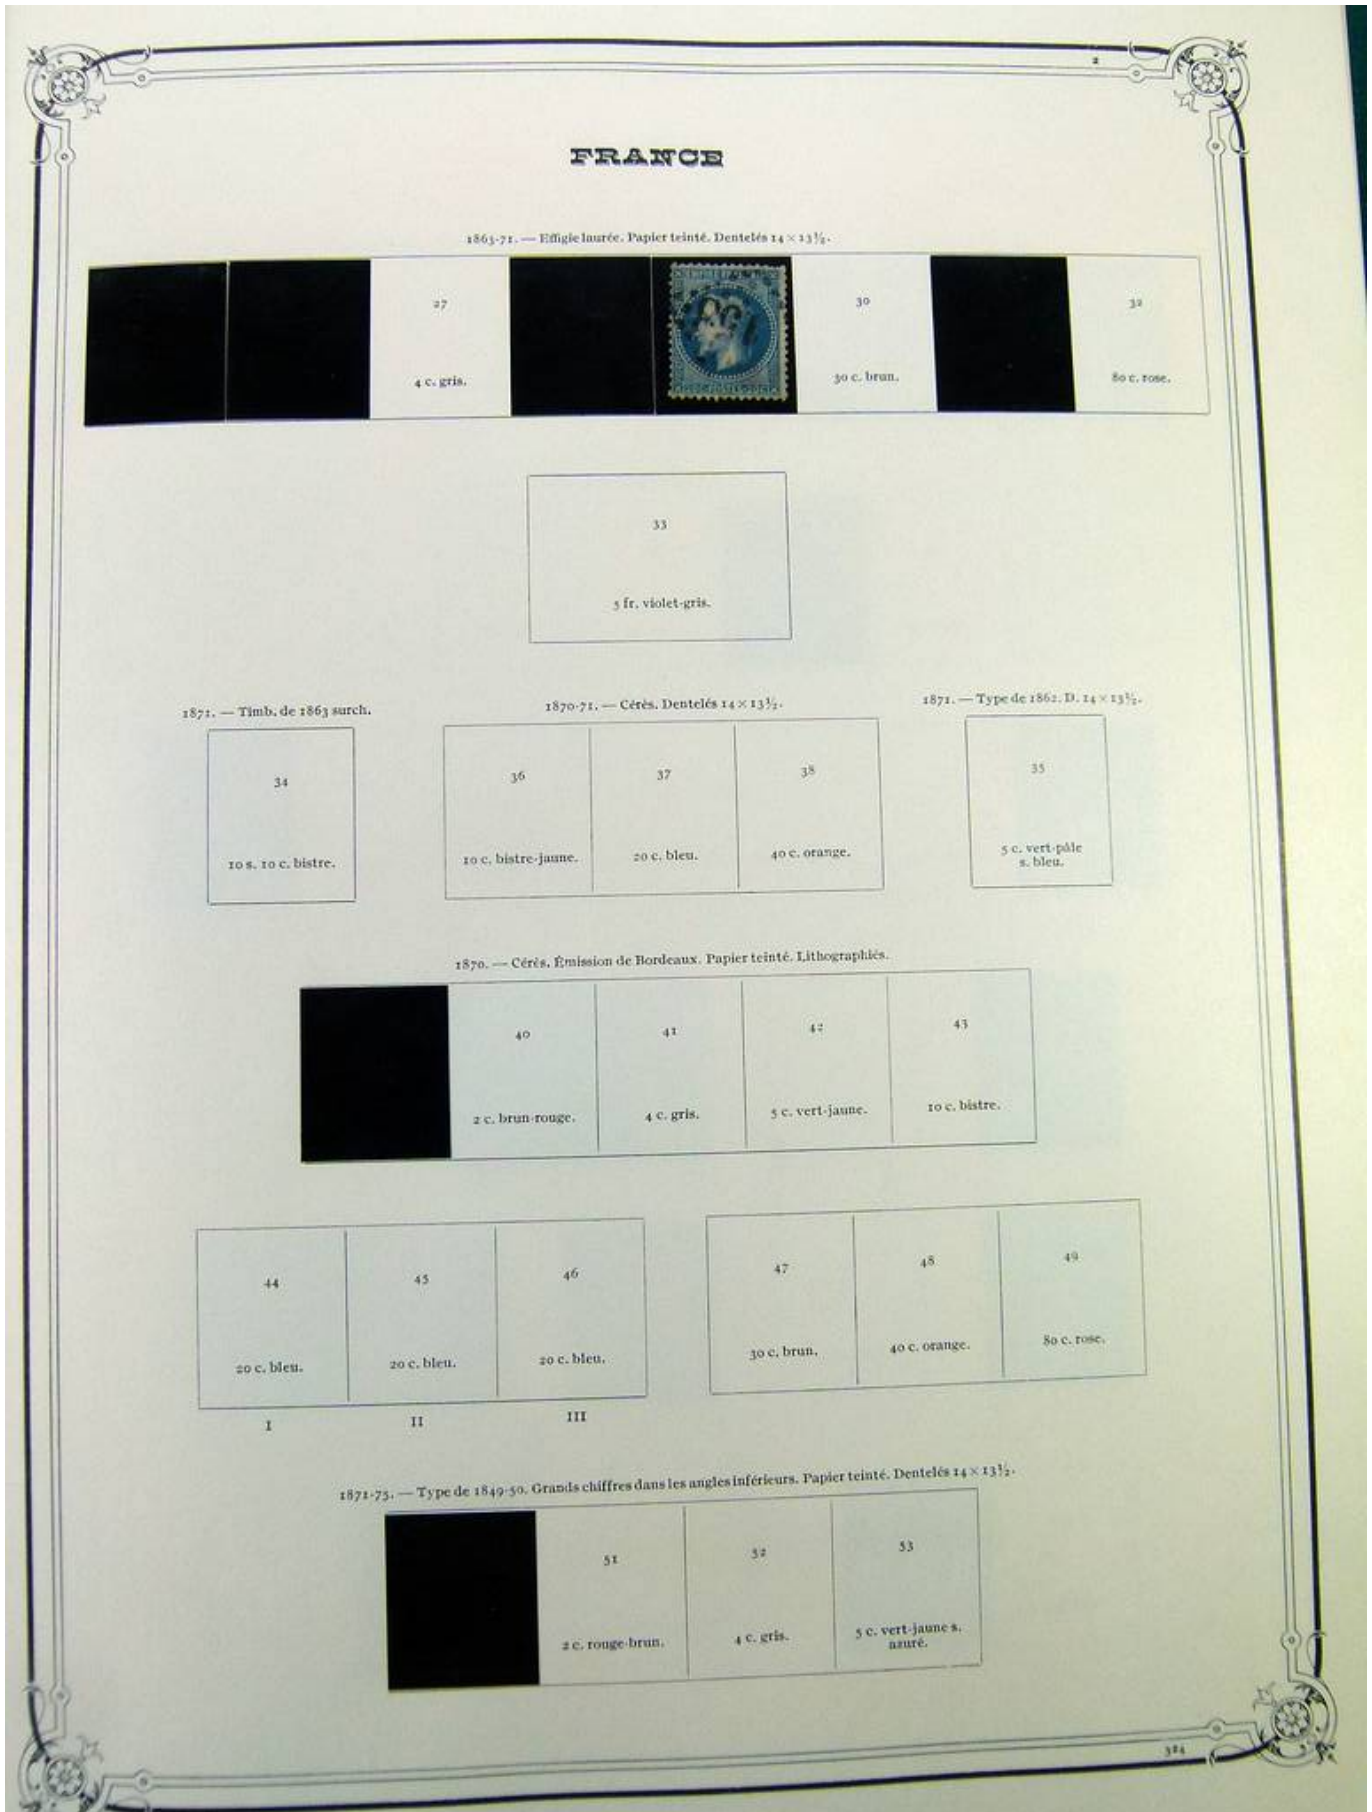 2
FRANCE
1863-71. — Effigie laurée. Papier teinté. Dentelés 14 × 13½.
27
4 c. gris.
30
30 c. brun.
32
80 c. rose.
33
5 fr. violet-gris.
1871. — Timb. de 1863 surch.
34
10 s. 10 c. bistre.
1870-71. — Cérès. Dentelés 14 × 13½.
36
10 c. bistre-jaune.
37
20 c. bleu.
38
40 c. orange.
1871. — Type de 1862. D. 14 × 13½.
35
5 c. vert-pâle
s. bleu.
1870. — Cérès. Émission de Bordeaux. Papier teinté. Lithographiés.
40
2 c. brun-rouge.
41
4 c. gris.
42
5 c. vert-jaune.
43
10 c. bistre.
44
20 c. bleu.
I
45
20 c. bleu.
II
46
20 c. bleu.
III
47
30 c. brun.
48
40 c. orange.
49
80 c. rose.
1871-75. — Type de 1849-50. Grands chiffres dans les angles inférieurs. Papier teinté. Dentelés 14 × 13½.
51
2 c. rouge-brun.
52
4 c. gris.
53
5 c. vert-jaune s.
azuré.
324